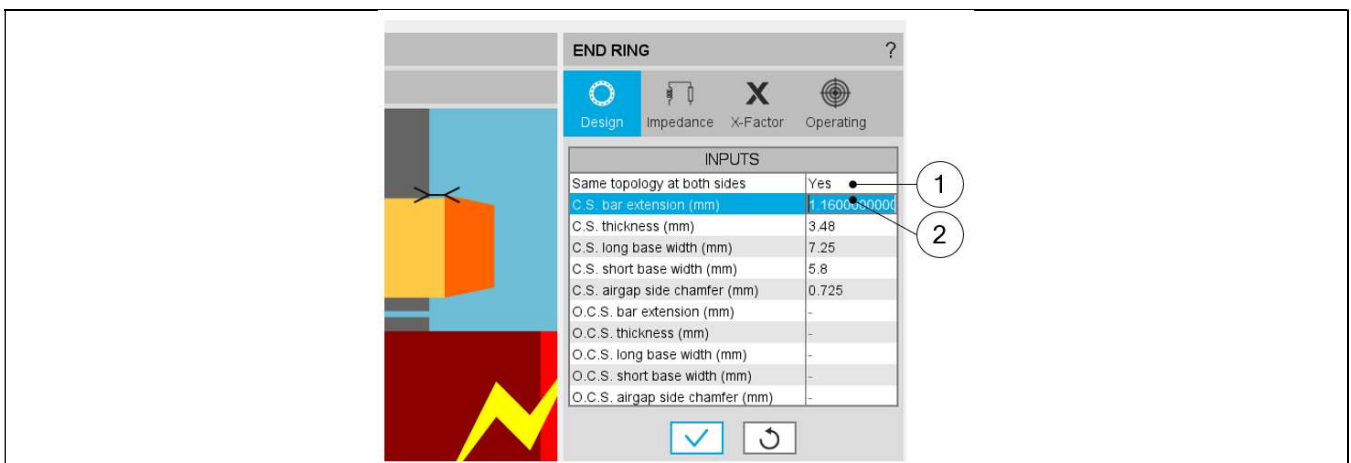 END RING ?
Design Impedance X-Factor Operating
INPUTS
Same topology at both sides Yes
C.S. bar extension (mm) 1.1600000000
C.S. thickness (mm) 3.48
C.S. long base width (mm) 7.25
C.S. short base width (mm) 5.8
C.S. airgap side chamfer (mm) 0.725
O.C.S. bar extension (mm) -
O.C.S. thickness (mm) -
O.C.S. long base width (mm) -
O.C.S. short base width (mm) -
O.C.S. airgap side chamfer (mm) -
1
2